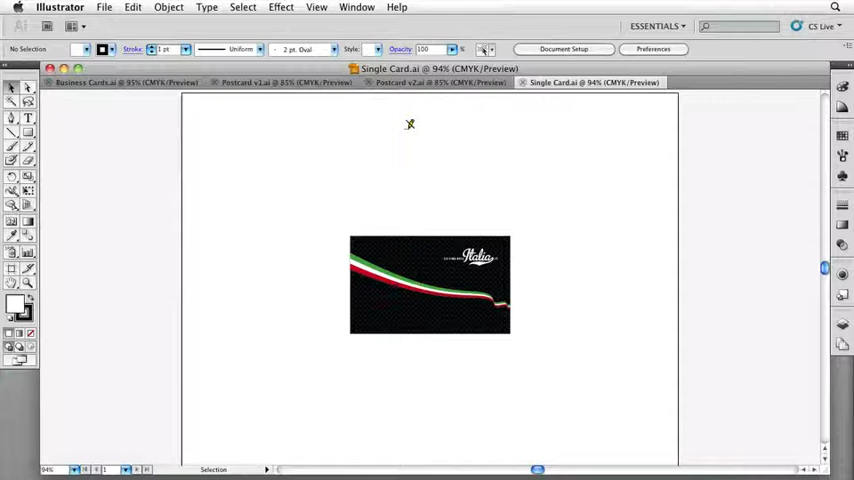 Illustrator File Edit Object Type Select Effect View Window Help
Ai ESSENTIALS CS Live
No Selection Stroke: 1 pt Uniform 2 pt. Oval Style: Opacity 100 % Document Setup Preferences
Single Card.ai @ 94% (CMYK/Preview)
Business Cards.ai @ 95% (CMYK/Preview) Postcard v1.ai @ 85% (CMYK/Preview) Postcard v2.ai @ 85% (CMYK/Preview) Single Card.ai @ 94% (CMYK/Preview)
T
Italia
94% 1 Selection